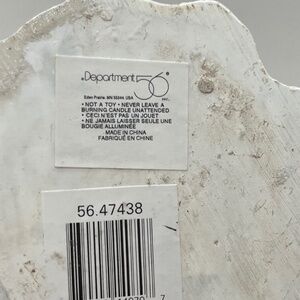 Department 56®
Eden Prairie, MN 55344, USA
• NOT A TOY • NEVER LEAVE A
BURNING CANDLE UNATTENDED
• CECI N'EST PAS UN JOUET
• NE JAMAIS LAISSER SEULE UNE
BOUGIE ALLUMÉE
MADE IN CHINA
FABRIQUÉ EN CHINE
56.47438
7